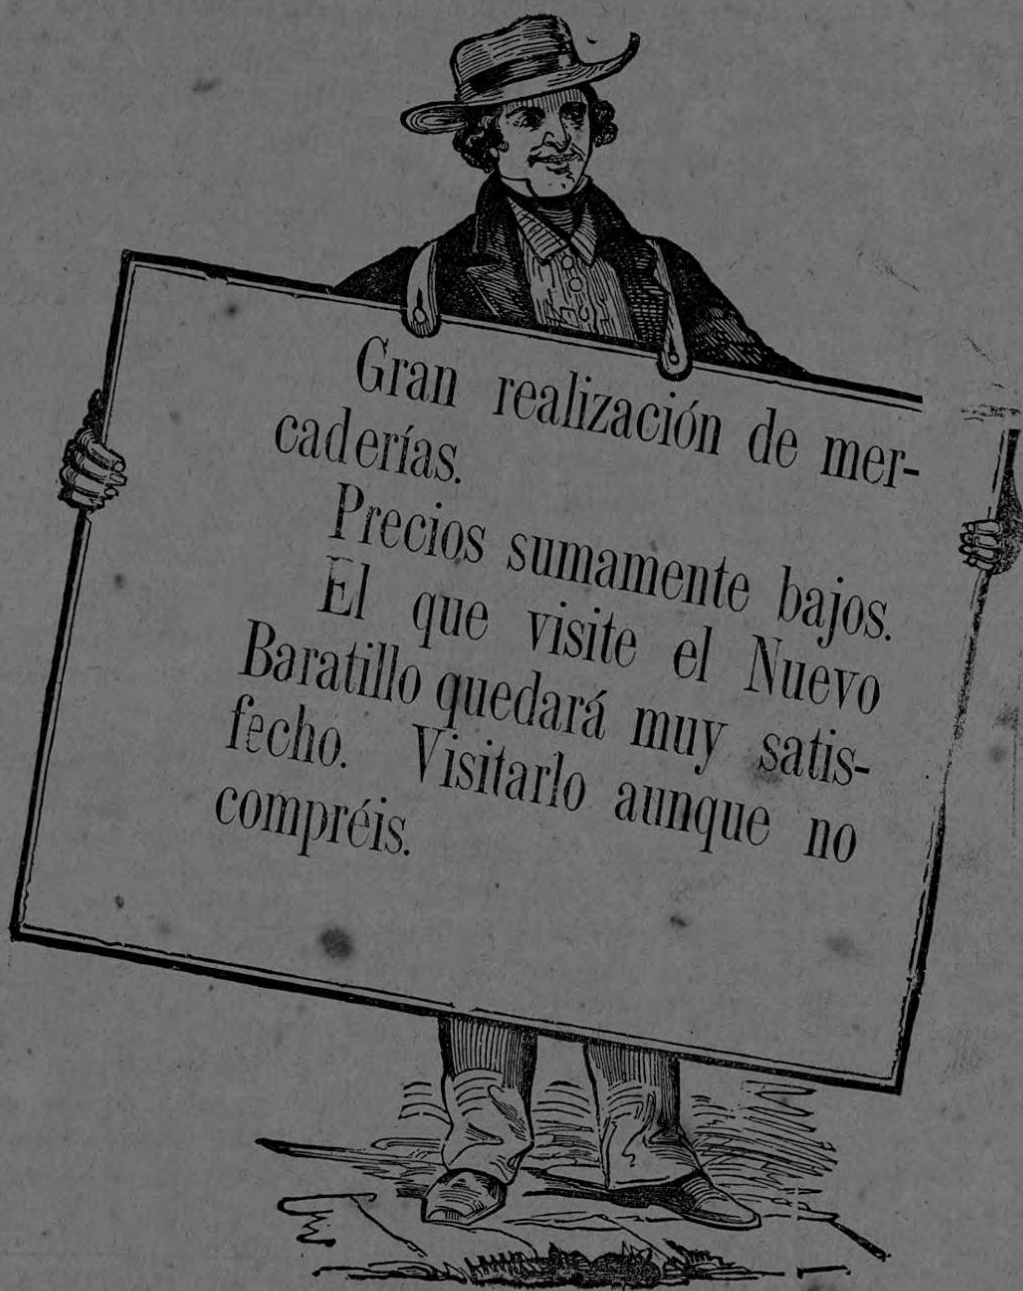 Gran realización de mer-
caderías.
Precios sumamente bajos.
El que visite el Nuevo
Baratillo quedará muy satis-
fecho. Visitarlo aunque no
compréis.